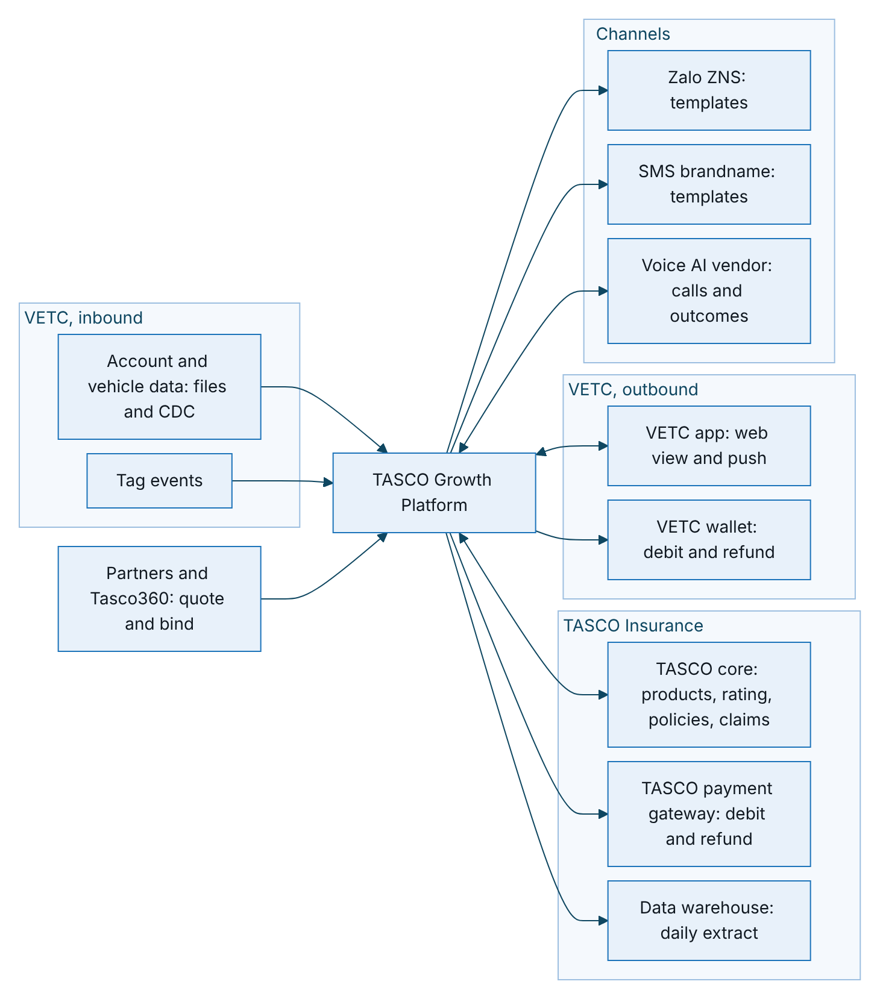 Channels
Zalo ZNS:
templates
SMS brandname:
templates
Voice AI vendor:
calls and
outcomes
VETC, inbound
Account and
vehicle data: files
and CDC
Tag events
Partners and
Tasco360: quote
and bind
TASCO Growth
Platform
VETC, outbound
VETC app: web
view and push
VETC wallet:
debit and refund
TASCO Insurance
TASCO core:
products, rating,
policies, claims
TASCO payment
gateway: debit
and refund
Data warehouse:
daily extract